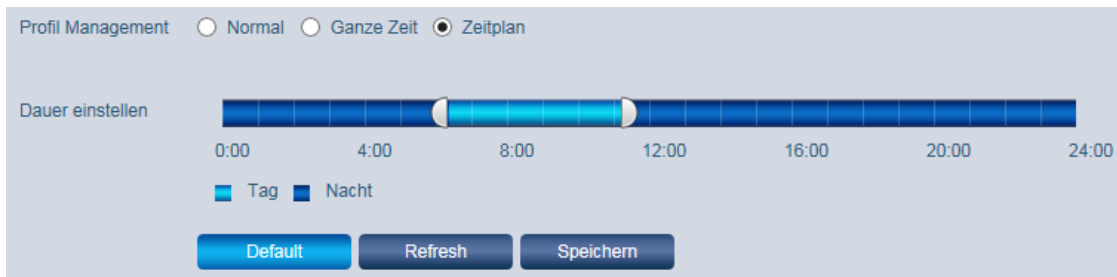 Profil Management Normal Ganze Zeit Zeitplan
Dauer einstellen
0:00 4:00 8:00 12:00 16:00 20:00 24:00
Tag Nacht
Default Refresh Speichern